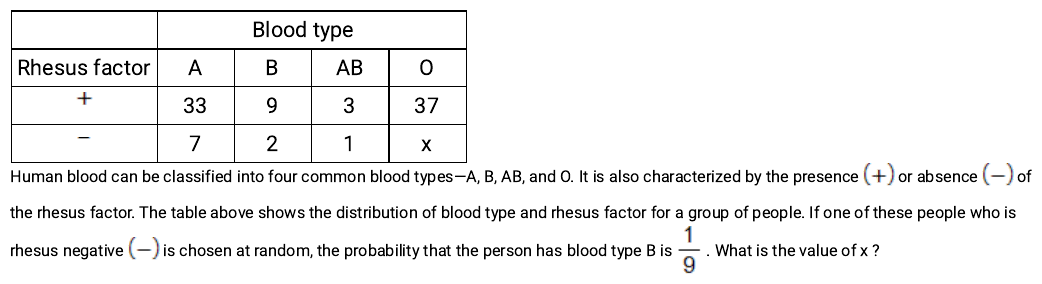 Blood type
Rhesus factor A B AB O
+ 33 9 3 37
− 7 2 1 x
Human blood can be classified into four common blood types—A, B, AB, and O. It is also characterized by the presence (+) or absence (−) of
the rhesus factor. The table above shows the distribution of blood type and rhesus factor for a group of people. If one of these people who is
rhesus negative (−) is chosen at random, the probability that the person has blood type B is 1/9 . What is the value of x ?